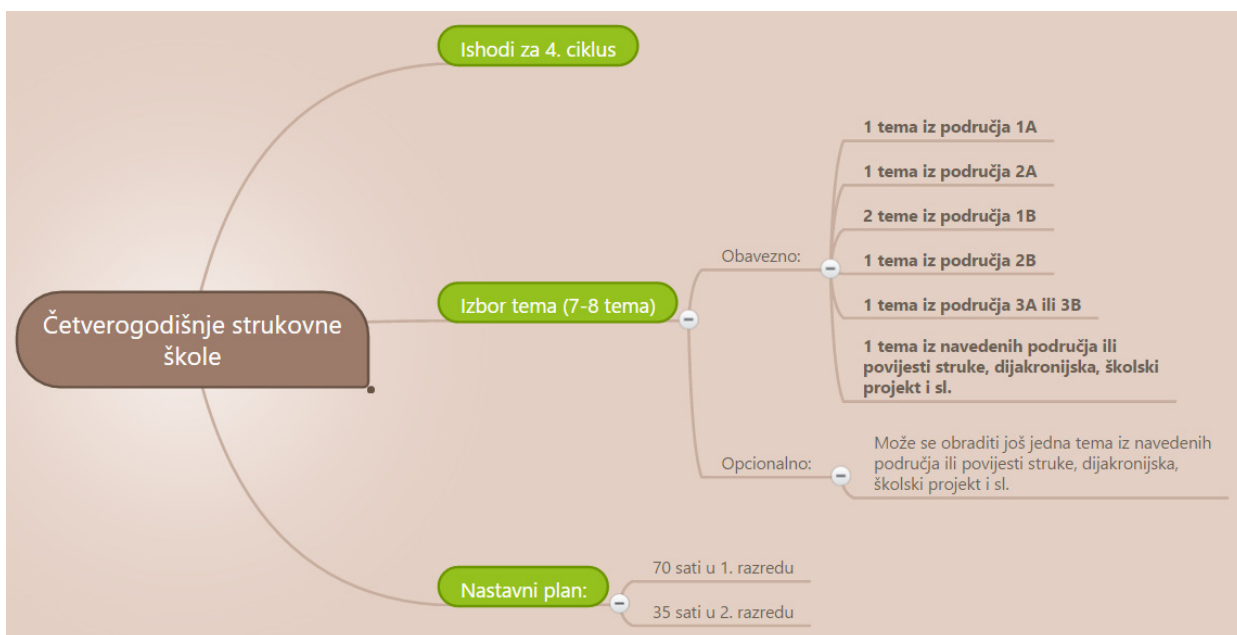 Četverogodišnje strukovne
škole
Ishodi za 4. ciklus
Izbor tema (7-8 tema)
Obavezno:
1 tema iz područja 1A
1 tema iz područja 2A
2 teme iz područja 1B
1 tema iz područja 2B
1 tema iz područja 3A ili 3B
1 tema iz navedenih područja ili
povijesti struke, dijakronijska, školski
projekt i sl.
Opcionalno:
Može se obraditi još jedna tema iz navedenih
područja ili povijesti struke, dijakronijska,
školski projekt i sl.
Nastavni plan:
70 sati u 1. razredu
35 sati u 2. razredu